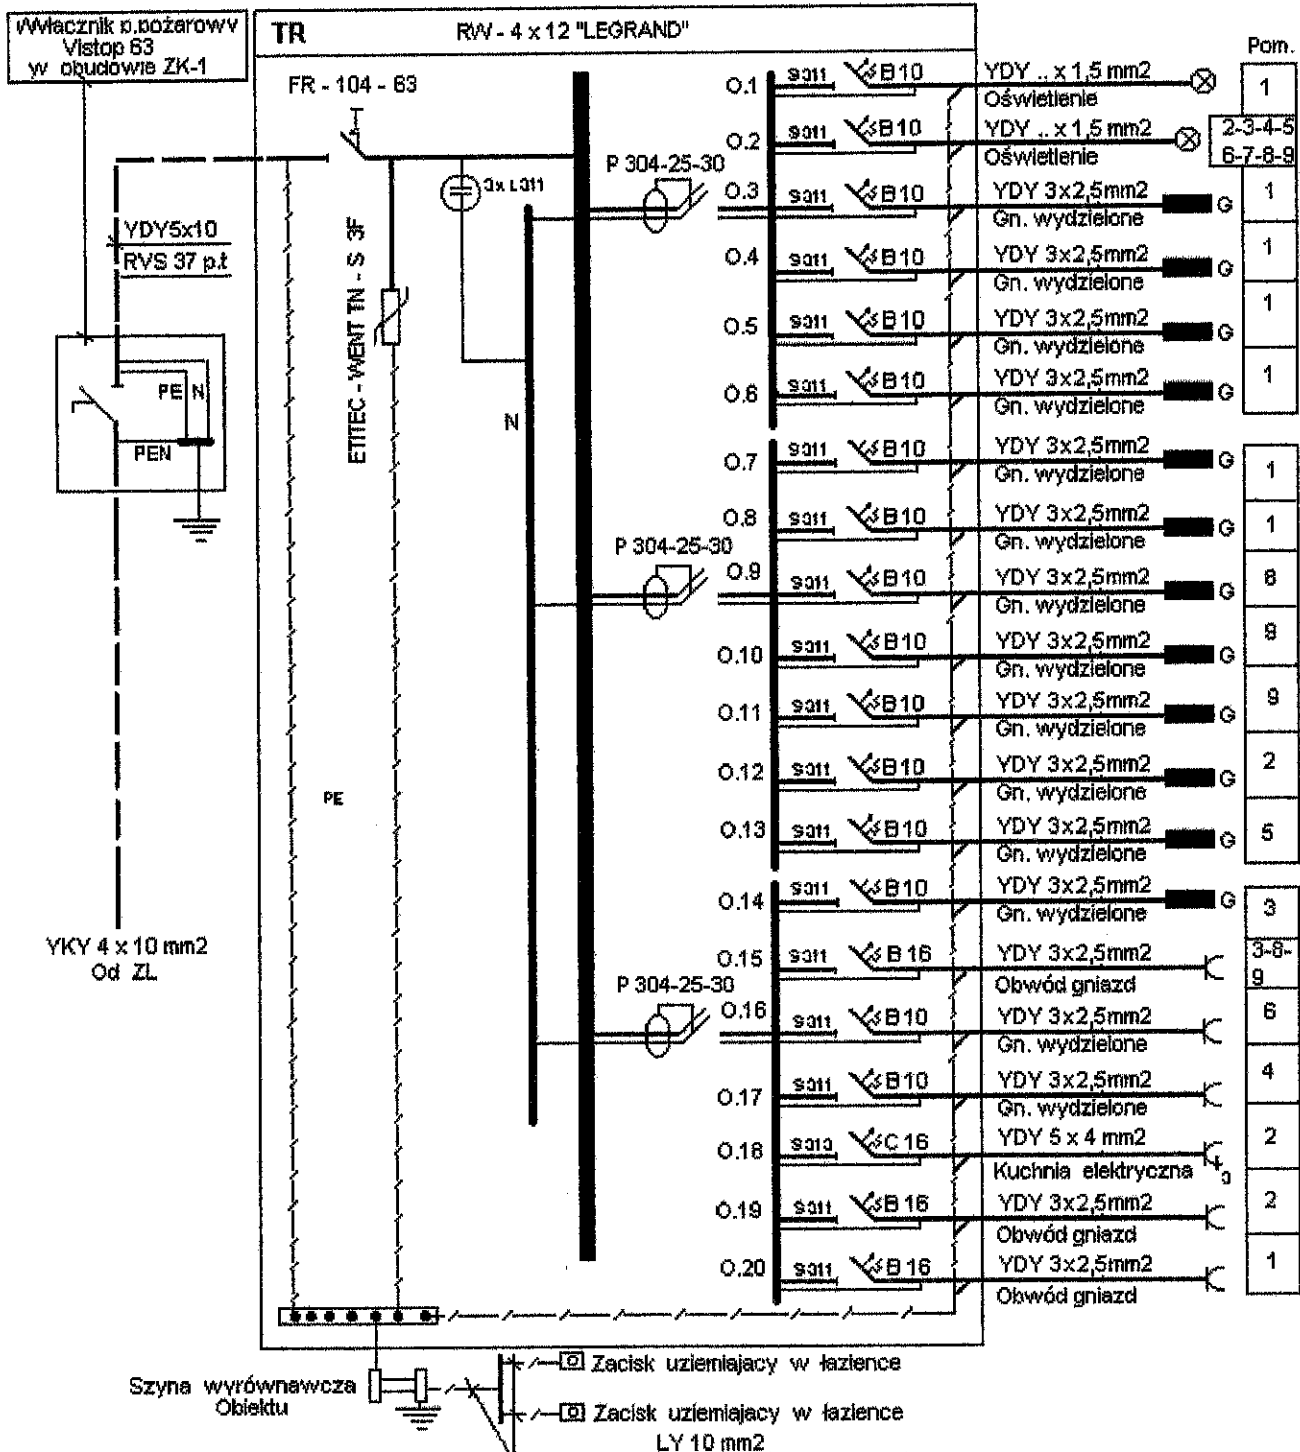 Wyłacznik p.pożarowy
Vistop 63
w obudowie ZK-1
TR
RW - 4 x 12 "LEGRAND"
Pom.
FR - 104 - 63
3x L311
YDY5x10
RVS 37 p.t
ETITEC - WENT TN - S 3F
PE N
PEN
N
PE
YKY 4 x 10 mm2
Od ZL
P 304-25-30
P 304-25-30
P 304-25-30
O.1 S311 B10 YDY .. x 1,5 mm2 1
Oświetlenie
O.2 S311 B10 YDY .. x 1,5 mm2 2-3-4-5
Oświetlenie 6-7-8-9
O.3 S311 B10 YDY 3x2,5mm2 G 1
Gn. wydzielone
O.4 S311 B10 YDY 3x2,5mm2 G 1
Gn. wydzielone
O.5 S311 B10 YDY 3x2,5mm2 G 1
Gn. wydzielone
O.6 S311 B10 YDY 3x2,5mm2 G 1
Gn. wydzielone
O.7 S311 B10 YDY 3x2,5mm2 G 1
Gn. wydzielone
O.8 S311 B10 YDY 3x2,5mm2 G 1
Gn. wydzielone
O.9 S311 B10 YDY 3x2,5mm2 G 8
Gn. wydzielone
O.10 S311 B10 YDY 3x2,5mm2 G 9
Gn. wydzielone
O.11 S311 B10 YDY 3x2,5mm2 G 9
Gn. wydzielone
O.12 S311 B10 YDY 3x2,5mm2 G 2
Gn. wydzielone
O.13 S311 B10 YDY 3x2,5mm2 G 5
Gn. wydzielone
O.14 S311 B10 YDY 3x2,5mm2 G 3
Gn. wydzielone
O.15 S311 B 16 YDY 3x2,5mm2 3-8-
Obwód gniazd 9
O.16 S311 B10 YDY 3x2,5mm2 6
Gn. wydzielone
O.17 S311 B10 YDY 3x2,5mm2 4
Gn. wydzielone
O.18 S313 C 16 YDY 5 x 4 mm2 2
Kuchnia elektryczna 3
O.19 S311 B 16 YDY 3x2,5mm2 2
Obwód gniazd
O.20 S311 B 16 YDY 3x2,5mm2 1
Obwód gniazd
Szyna wyrównawcza
Obiektu
Zacisk uziemiajacy w łazience
Zacisk uziemiajacy w łazience
LY 10 mm2